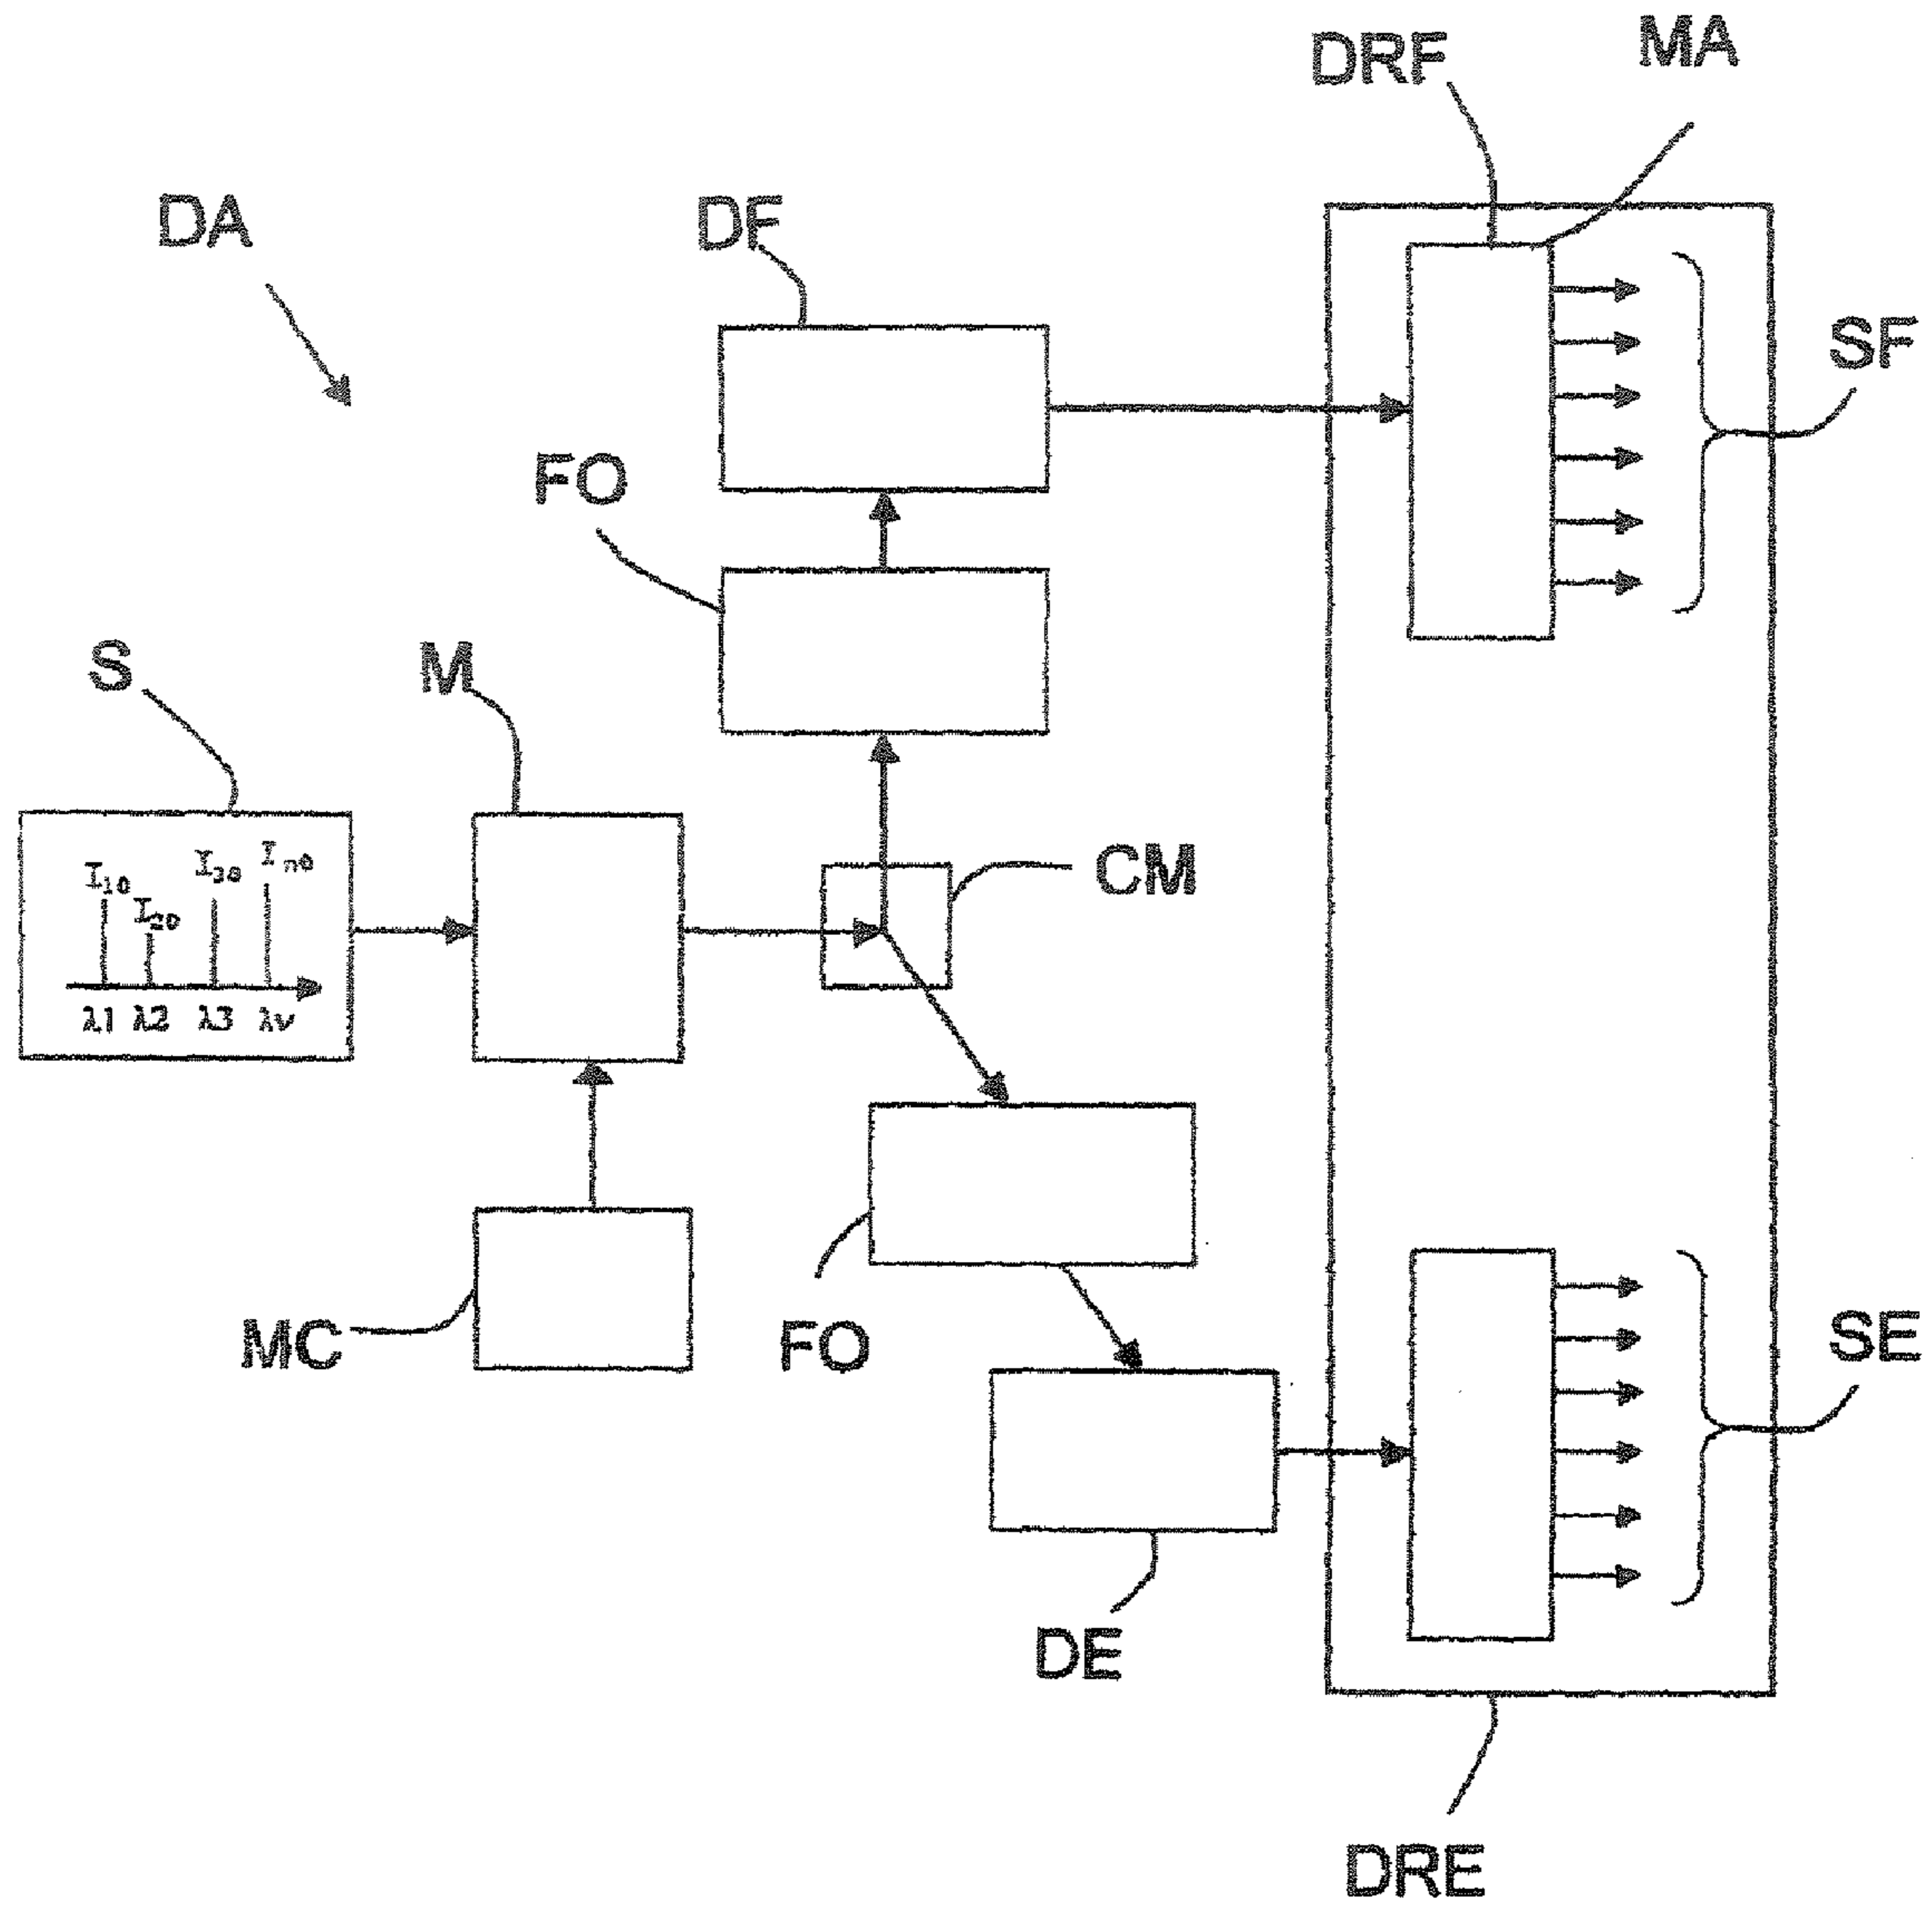 MA
DRF
DA
DF
SF
FO
S
M
CM
I10
I20
I30
In0
λ1 λ2 λ3 λν
MC
FO
SE
DE
DRE